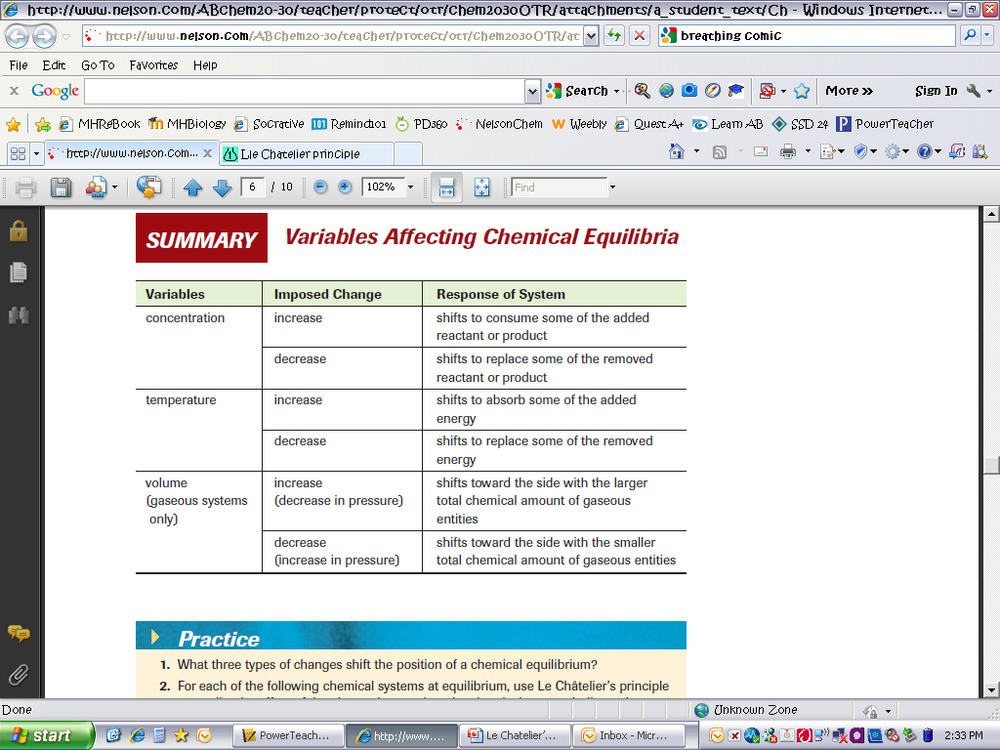 http://www.nelson.com/ABChem20-30/teacher/protect/otr/Chem2030OTR/attachments/a_student_text/Ch - Windows Internet...
http://www.nelson.com/ABChem20-30/teacher/protect/otr/Chem2030OTR/at
breathing comic
File Edit Go To Favorites Help
x Google Search More >> Sign In
MHReBook MHBiology Socrative Remind101 PD360 NelsonChem Weebly Quest A+ Learn AB SSD 24 PowerTeacher
http://www.nelson.com... Lle Chatelier principle
6 / 10 102% Find
SUMMARY Variables Affecting Chemical Equilibria
Variables Imposed Change Response of System
concentration increase shifts to consume some of the added
reactant or product
decrease shifts to replace some of the removed
reactant or product
temperature increase shifts to absorb some of the added
energy
decrease shifts to replace some of the removed
energy
volume increase shifts toward the side with the larger
(gaseous systems (decrease in pressure) total chemical amount of gaseous
only) entities
decrease shifts toward the side with the smaller
(increase in pressure) total chemical amount of gaseous entities
Practice
1. What three types of changes shift the position of a chemical equilibrium?
2. For each of the following chemical systems at equilibrium, use Le Châtelier's principle
Done Unknown Zone
start PowerTeach... http://www.... Le Chatelier'... Inbox - Micr... 2:33 PM